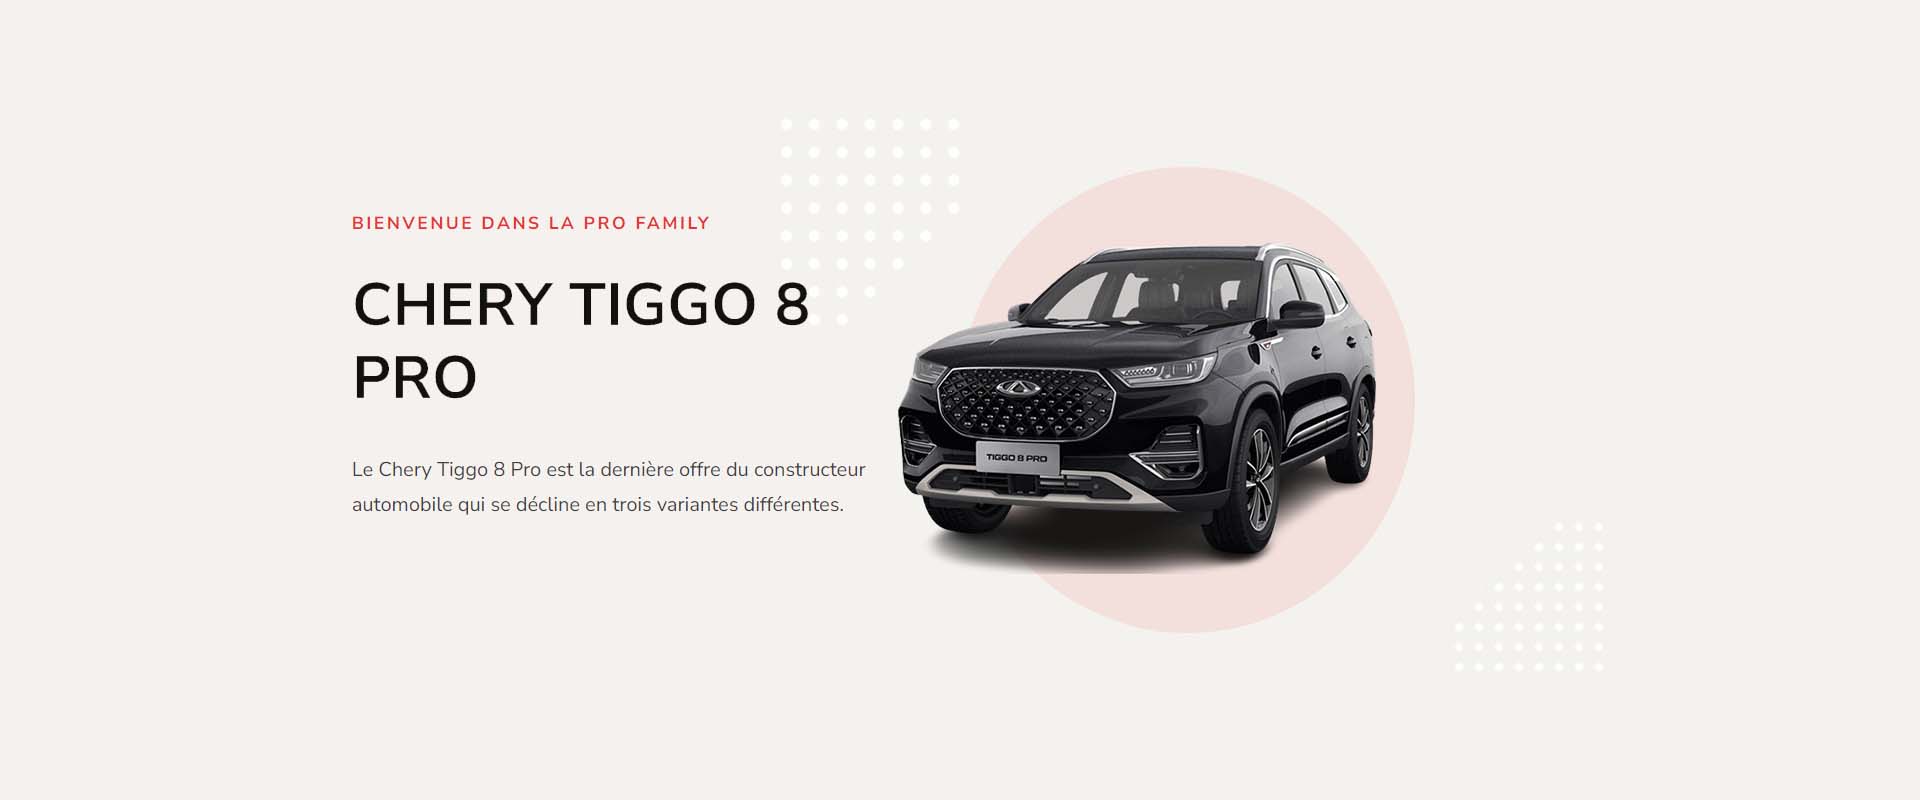 BIENVENUE DANS LA PRO FAMILY
CHERY TIGGO 8
PRO
Le Chery Tiggo 8 Pro est la dernière offre du constructeur
automobile qui se décline en trois variantes différentes.
TIGGO 8 PRO